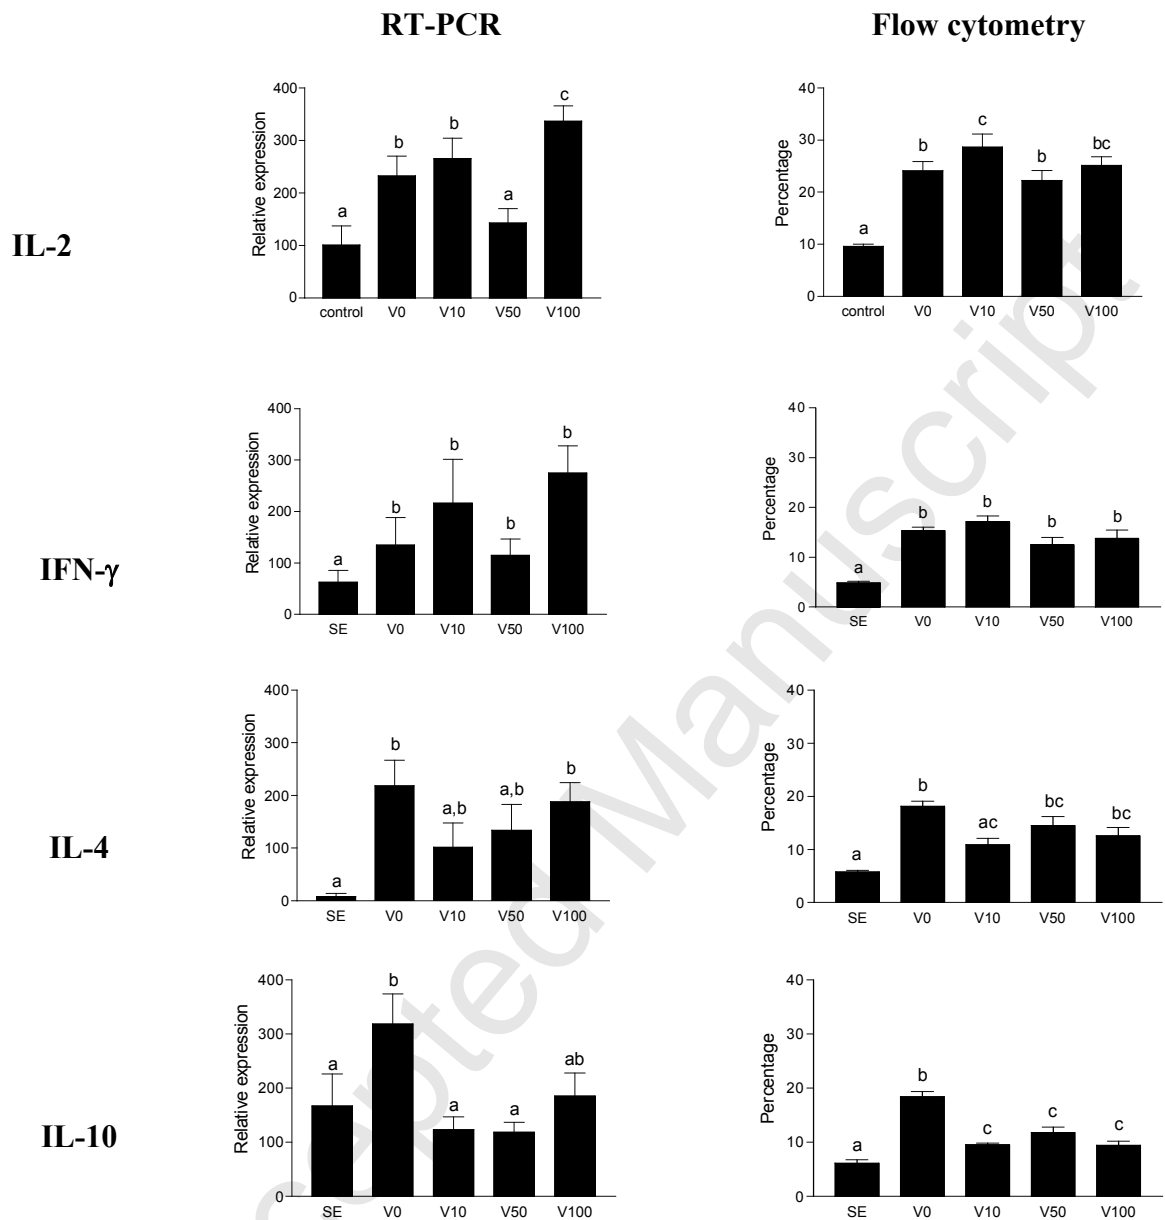 RT-PCR Flow cytometry
IL-2
Relative expression
400
300
200
100
0
a b b a c
control V0 V10 V50 V100
Percentage
40
30
20
10
0
a b c b bc
control V0 V10 V50 V100
IFN-γ
Relative expression
400
300
200
100
0
a b b b b
SE V0 V10 V50 V100
Percentage
40
30
20
10
0
a b b b b
SE V0 V10 V50 V100
IL-4
Relative expression
400
300
200
100
0
a b a,b a,b b
SE V0 V10 V50 V100
Percentage
40
30
20
10
0
a b ac bc bc
SE V0 V10 V50 V100
IL-10
Relative expression
400
300
200
100
0
a b a a ab
SE V0 V10 V50 V100
Percentage
40
30
20
10
0
a b c c c
SE V0 V10 V50 V100
cepted Manuscript